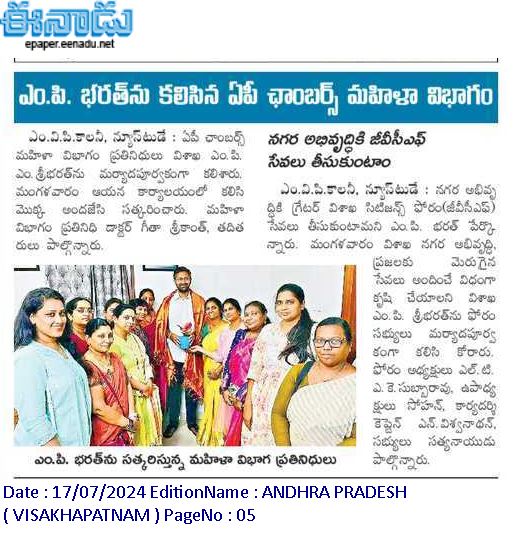 ఈనాడు
epaper.eenadu.net
ఎం.పి. భరత్‌ను కలిసిన ఏపీ ఛాంబర్స్ మహిళా విభాగం
ఎం.వి.పి.కాలనీ, న్యూస్‌టుడే : ఏపీ ఛాంబర్స్
మహిళా విభాగం ప్రతినిధులు విశాఖ ఎం.పి.
ఎం.శ్రీభరత్‌ను మర్యాదపూర్వకంగా కలిశారు.
మంగళవారం ఆయన కార్యాలయంలో కలిసి
మొక్క అందజేసి సత్కరించారు. మహిళా
విభాగం ప్రతినిధి డాక్టర్ గీతా శ్రీకాంత్, తదిత
రులు పాల్గొన్నారు.
నగర అభివృద్ధికి జీవీసీఎఫ్
సేవలు తీసుకుంటాం
ఎం.వి.పి.కాలనీ, న్యూస్‌టుడే : నగర అభివృ
ద్ధికి గ్రేటర్ విశాఖ సిటిజన్స్ ఫోరం(జీవీసీఎఫ్)
సేవలు తీసుకుంటామని ఎం.పి. భరత్ పేర్కొ
న్నారు. మంగళవారం విశాఖ నగర అభివృద్ధి,
ప్రజలకు మెరుగైన
సేవలు అందించే విధంగా
కృషి చేయాలని విశాఖ
ఎం.పి. శ్రీభరత్‌ను ఫోరం
సభ్యులు మర్యాదపూర్వ
కంగా కలిసి కోరారు.
ఫోరం అధ్యక్షులు ఎల్.టి.
ఎ.కె.సుబ్బారావు, ఉపాధ్య
క్షులు సోహన్, కార్యదర్శి
కెప్టెన్ ఎన్.విశ్వనాథన్,
సభ్యులు సత్యనాయుడు
పాల్గొన్నారు.
ఎం.పి. భరత్‌ను సత్కరిస్తున్న మహిళా విభాగ ప్రతినిధులు
Date : 17/07/2024 EditionName : ANDHRA PRADESH
( VISAKHAPATNAM ) PageNo : 05